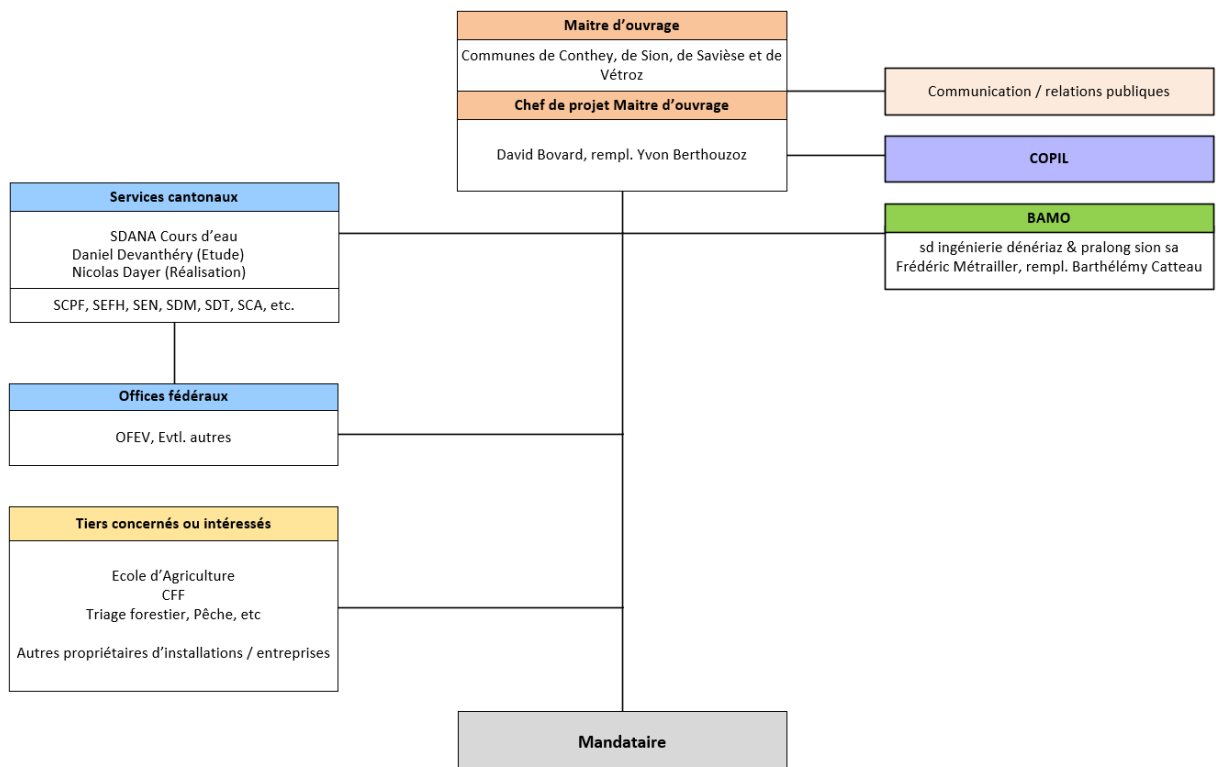 Maitre d'ouvrage
Communes de Conthey, de Sion, de Savièse et de
Vétroz
Chef de projet Maitre d'ouvrage
David Bovard, rempl. Yvon Berthouzoz
Communication / relations publiques
COPIL
BAMO
sd ingénierie dénériaz & pralong sion sa
Frédéric Métrailler, rempl. Barthélémy Catteau
Services cantonaux
SDANA Cours d'eau
Daniel Devanthéry (Etude)
Nicolas Dayer (Réalisation)
SCPF, SEFH, SEN, SDM, SDT, SCA, etc.
Offices fédéraux
OFEV, Evtl. autres
Tiers concernés ou intéressés
Ecole d'Agriculture
CFF
Triage forestier, Pêche, etc
Autres propriétaires d'installations / entreprises
Mandataire